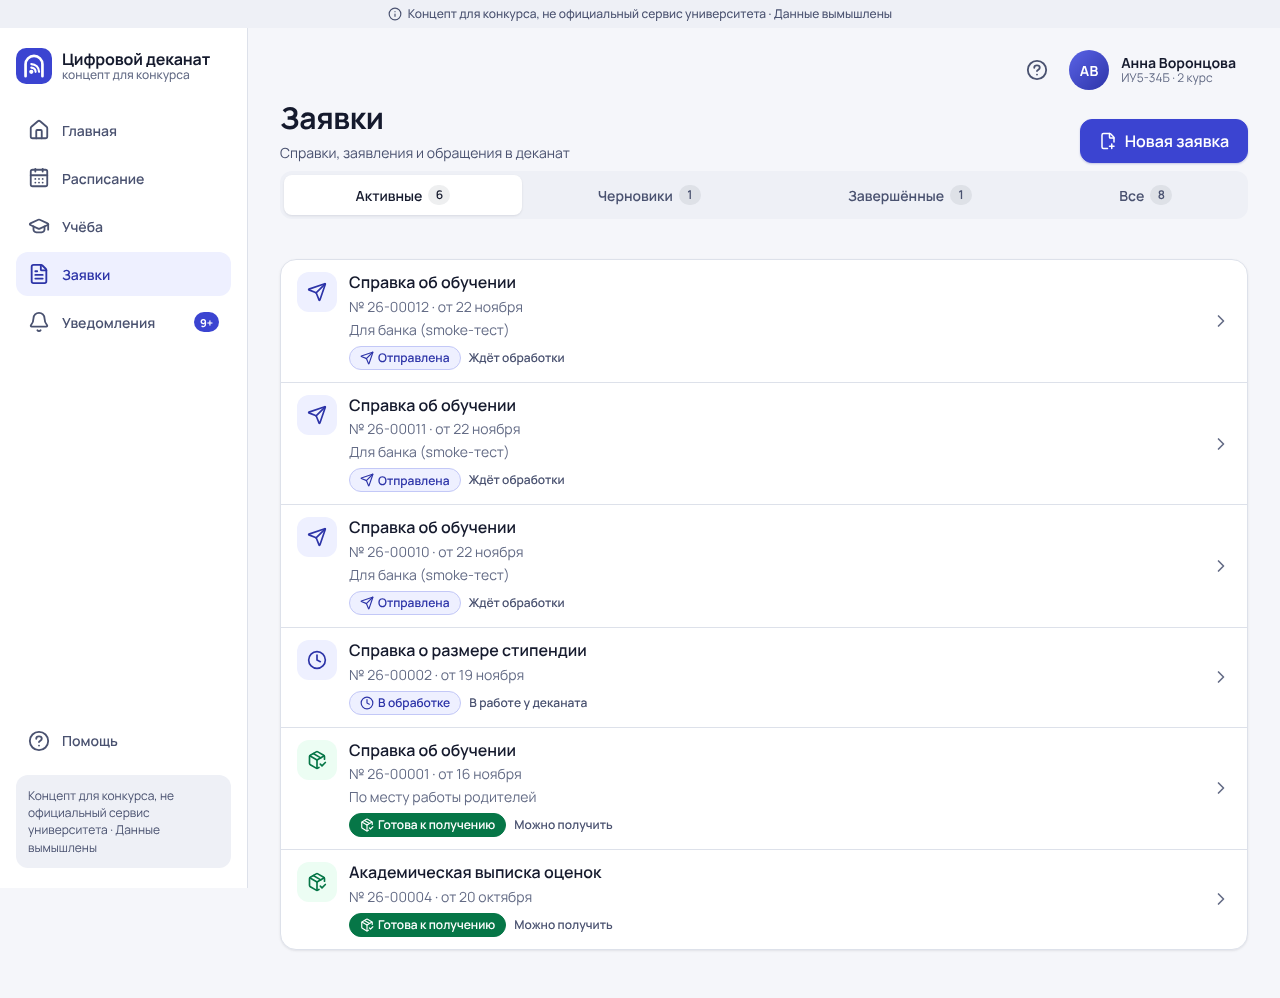 Концепт для конкурса, не официальный сервис университета · Данные вымышлены
Цифровой деканат
концепт для конкурса
Главная
Расписание
Учёба
Заявки
Уведомления 9+
Помощь
Концепт для конкурса, не
официальный сервис
университета · Данные
вымышлены
АВ
Анна Воронцова
ИУ5-34Б · 2 курс
Заявки
Справки, заявления и обращения в деканат
Новая заявка
Активные 6 Черновики 1 Завершённые 1 Все 8
Справка об обучении
№ 26-00012 · от 22 ноября
Для банка (smoke-тест)
Отправлена Ждёт обработки
Справка об обучении
№ 26-00011 · от 22 ноября
Для банка (smoke-тест)
Отправлена Ждёт обработки
Справка об обучении
№ 26-00010 · от 22 ноября
Для банка (smoke-тест)
Отправлена Ждёт обработки
Справка о размере стипендии
№ 26-00002 · от 19 ноября
В обработке В работе у деканата
Справка об обучении
№ 26-00001 · от 16 ноября
По месту работы родителей
Готова к получению Можно получить
Академическая выписка оценок
№ 26-00004 · от 20 октября
Готова к получению Можно получить